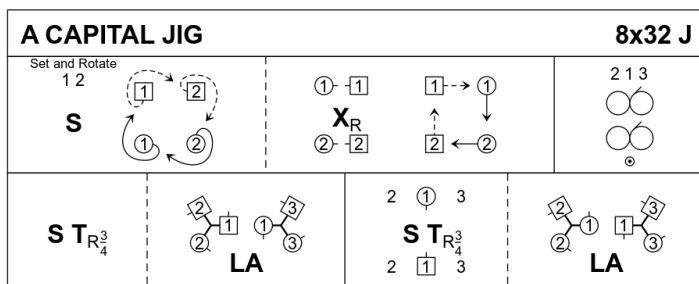 A CAPITAL JIG 8x32 J
Set and Rotate
1 2
S
1 2
1 2
X R
1 1
2 2
1 1
2 2
2 1 3
S T R 3/4
2 1 1 3
2 3
LA
2 1 3
S T R 3/4
2 1 3
2 1 1 3
2 3
LA